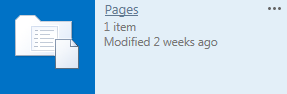 Pages
1 item
Modified 2 weeks ago